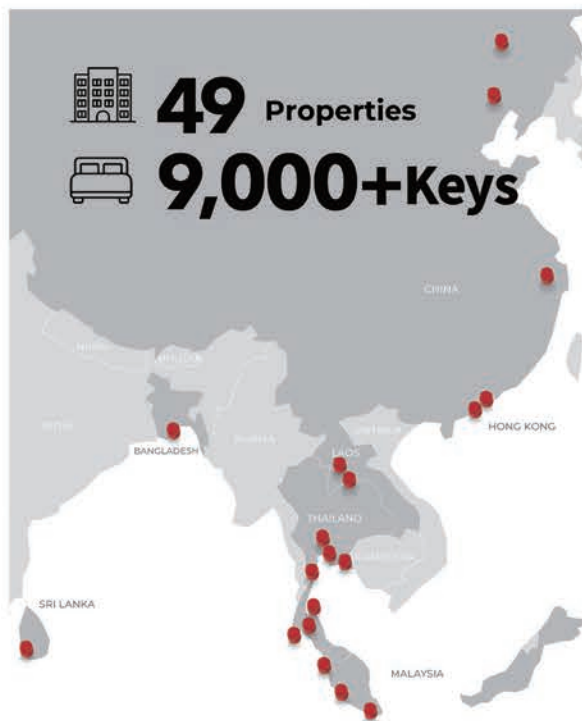 49 Properties
9,000+Keys
CHINA
HONG KONG
BANGLADESH
LAOS
THAILAND
SRI LANKA
MALAYSIA